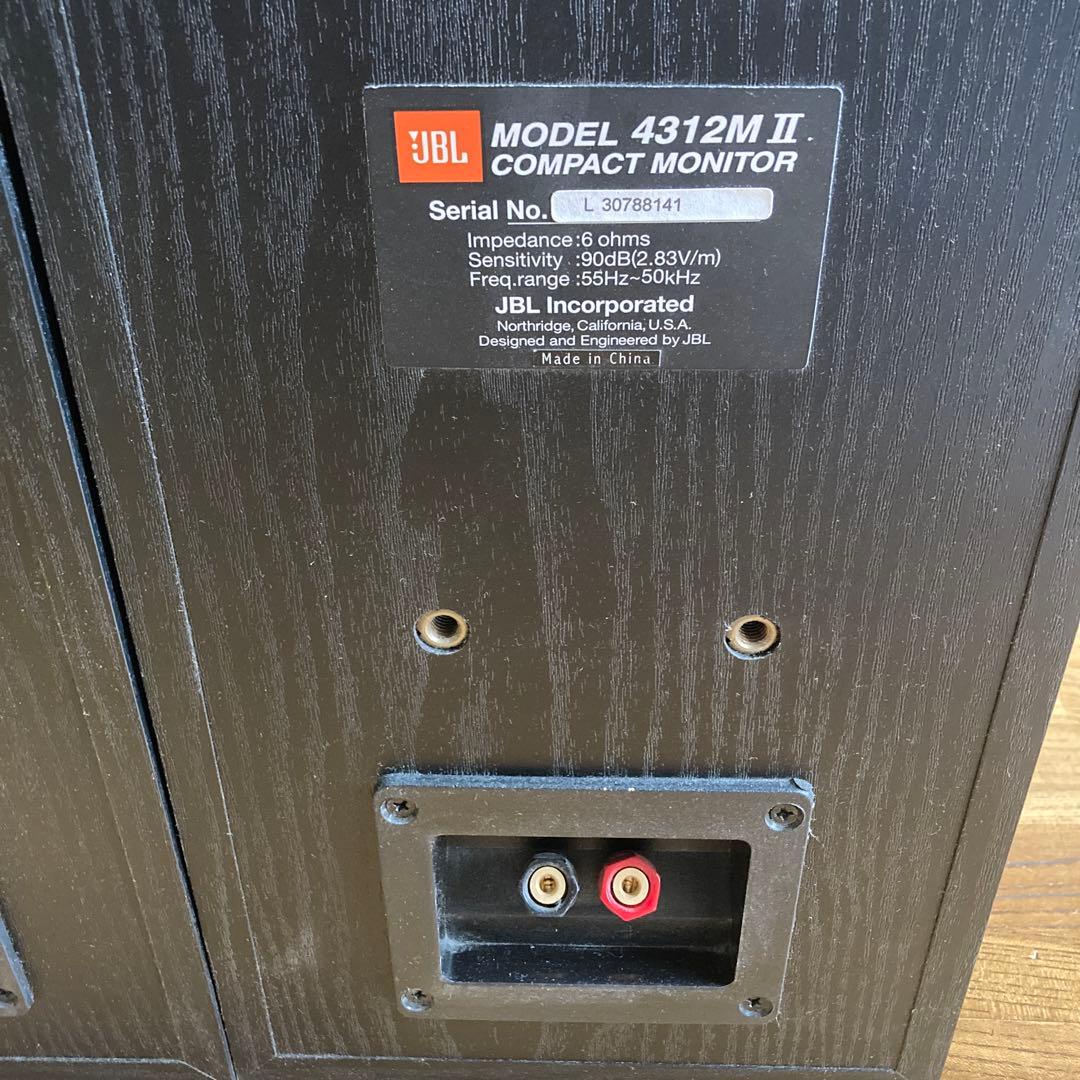 JBL MODEL 4312M II
COMPACT MONITOR
Serial No. L 30788141
Impedance:6 ohms
Sensitivity :90dB(2.83V/m)
Freq.range :55Hz~50kHz
JBL Incorporated
Northridge, California, U.S.A.
Designed and Engineered by JBL
Made in China